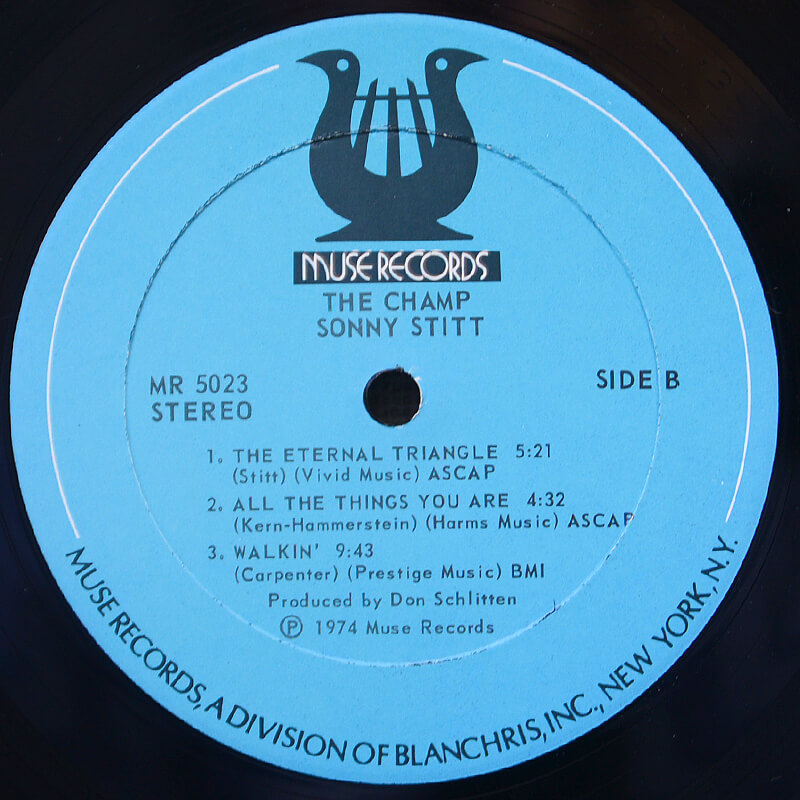 MUSE RECORDS
THE CHAMP
SONNY STITT
MR 5023
STEREO
SIDE B
1. THE ETERNAL TRIANGLE 5:21
(Stitt) (Vivid Music) ASCAP
2. ALL THE THINGS YOU ARE 4:32
(Kern-Hammerstein) (Harms Music) ASCAP
3. WALKIN' 9:43
(Carpenter) (Prestige Music) BMI
Produced by Don Schlitten
Ⓟ 1974 Muse Records
MUSE RECORDS, A DIVISION OF BLANCHRIS, INC., NEW YORK, N.Y.